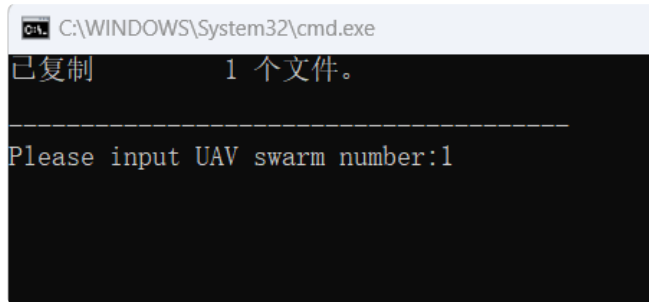 C:\WINDOWS\System32\cmd.exe
已复制         1 个文件。
---------------------------------------
Please input UAV swarm number:1